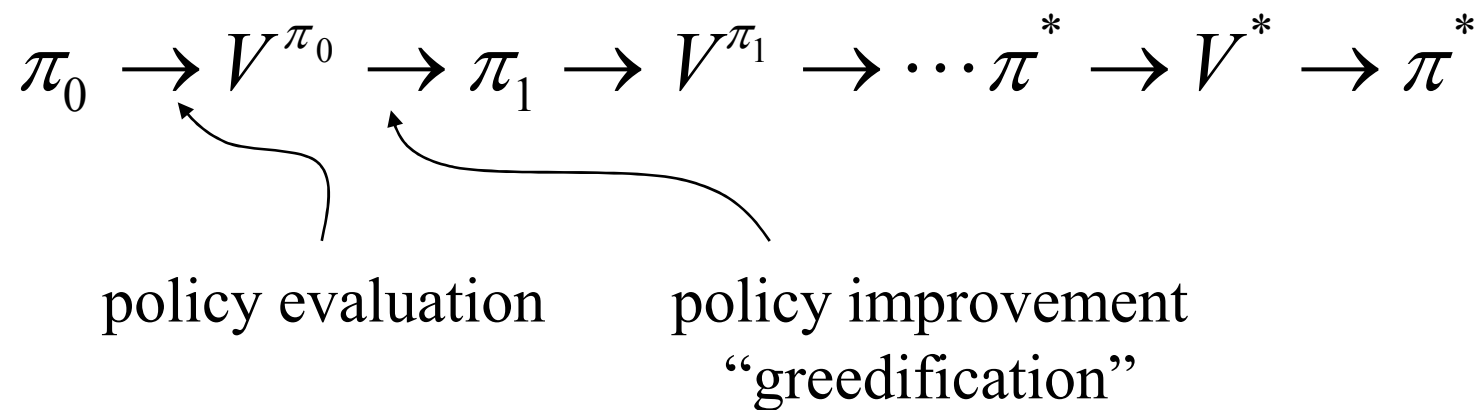 π₀ → V^π₀ → π₁ → V^π₁ → ⋯ π* → V* → π*
policy evaluation policy improvement
“greedification”